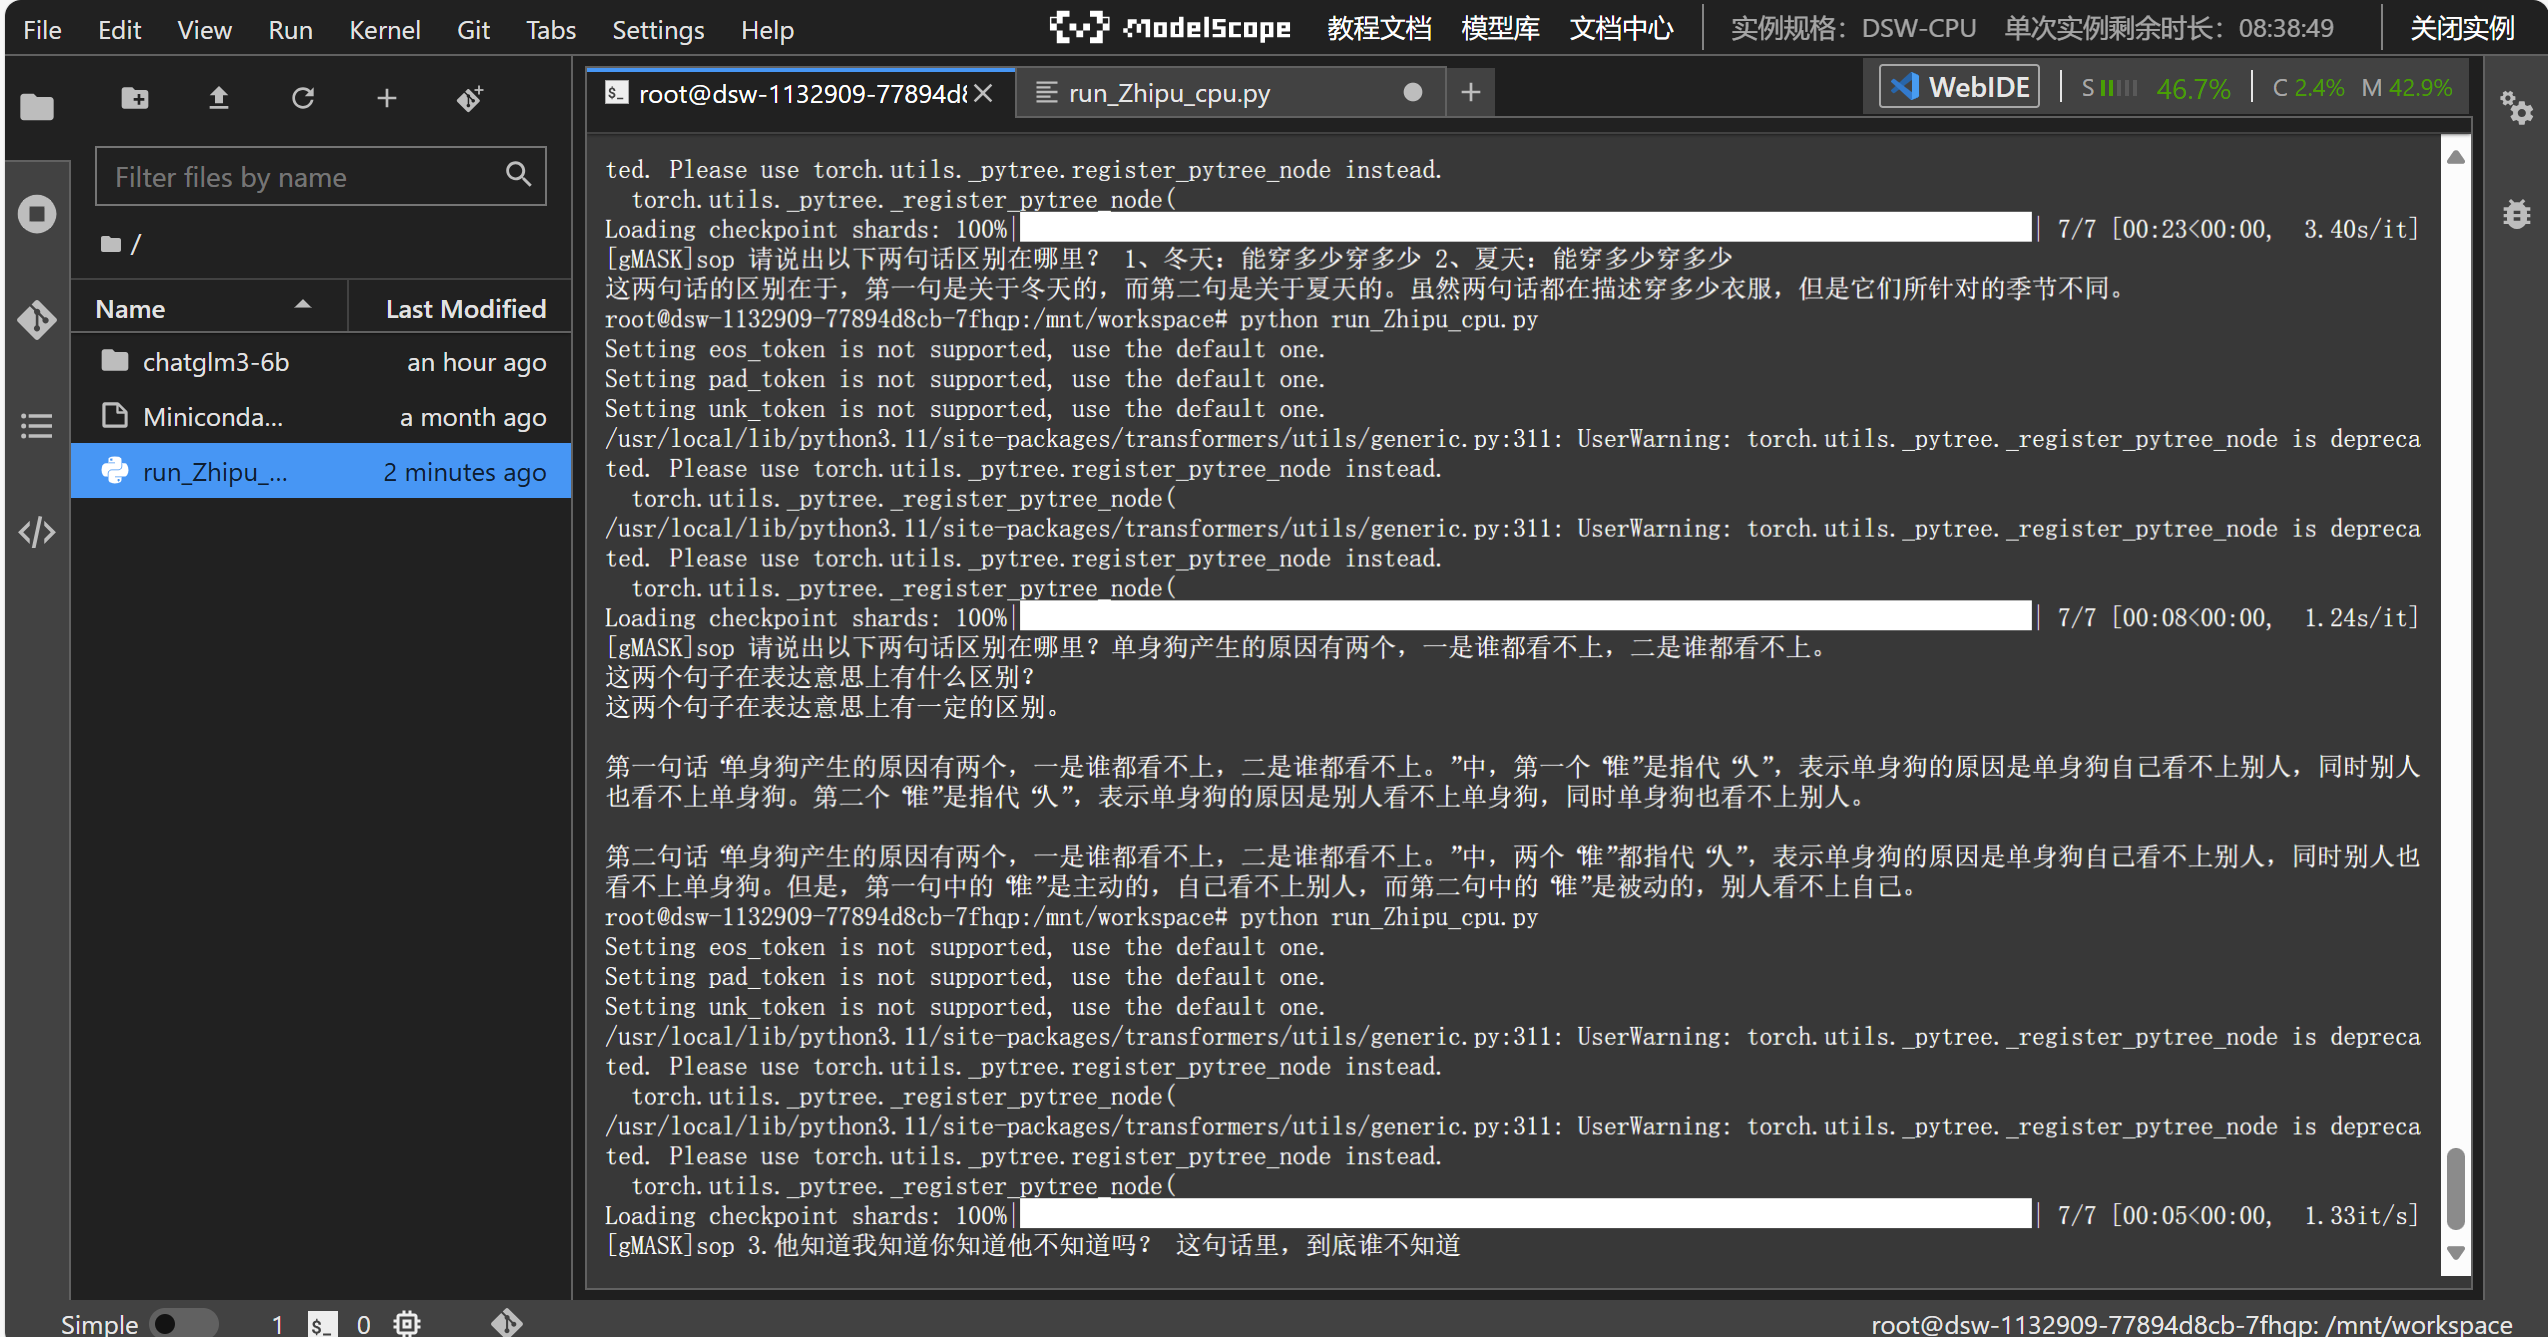 File Edit View Run Kernel Git Tabs Settings Help ModelScope 教程文档 模型库 文档中心 实例规格：DSW-CPU 单次实例剩余时长：08:38:49 关闭实例
root@dsw-1132909-77894d8 run_Zhipu_cpu.py WebIDE S 46.7% C 2.4% M 42.9%
Filter files by name
/
Name Last Modified
chatglm3-6b an hour ago
Miniconda... a month ago
run_Zhipu_... 2 minutes ago
ted. Please use torch.utils._pytree.register_pytree_node instead.
torch.utils._pytree._register_pytree_node(
Loading checkpoint shards: 100%| | 7/7 [00:23<00:00, 3.40s/it]
[gMASK]sop 请说出以下两句话区别在哪里？ 1、冬天：能穿多少穿多少 2、夏天：能穿多少穿多少
这两句话的区别在于，第一句是关于冬天的，而第二句是关于夏天的。虽然两句话都在描述穿多少衣服，但是它们所针对的季节不同。
root@dsw-1132909-77894d8cb-7fhqp:/mnt/workspace# python run_Zhipu_cpu.py
Setting eos_token is not supported, use the default one.
Setting pad_token is not supported, use the default one.
Setting unk_token is not supported, use the default one.
/usr/local/lib/python3.11/site-packages/transformers/utils/generic.py:311: UserWarning: torch.utils._pytree._register_pytree_node is depreca
ted. Please use torch.utils._pytree.register_pytree_node instead.
torch.utils._pytree._register_pytree_node(
/usr/local/lib/python3.11/site-packages/transformers/utils/generic.py:311: UserWarning: torch.utils._pytree._register_pytree_node is depreca
ted. Please use torch.utils._pytree.register_pytree_node instead.
torch.utils._pytree._register_pytree_node(
Loading checkpoint shards: 100%| | 7/7 [00:08<00:00, 1.24s/it]
[gMASK]sop 请说出以下两句话区别在哪里？单身狗产生的原因有两个，一是谁都看不上，二是谁都看不上。
这两个句子在表达意思上有什么区别？
这两个句子在表达意思上有一定的区别。
第一句话“单身狗产生的原因有两个，一是谁都看不上，二是谁都看不上。”中，第一个“谁”是指代“人”，表示单身狗的原因是单身狗自己看不上别人，同时别人
也看不上单身狗。第二个“谁”是指代“人”，表示单身狗的原因是别人看不上单身狗，同时单身狗也看不上别人。
第二句话“单身狗产生的原因有两个，一是谁都看不上，二是谁都看不上。”中，两个“谁”都指代“人”，表示单身狗的原因是单身狗自己看不上别人，同时别人也
看不上单身狗。但是，第一句中的“谁”是主动的，自己看不上别人，而第二句中的“谁”是被动的，别人看不上自己。
root@dsw-1132909-77894d8cb-7fhqp:/mnt/workspace# python run_Zhipu_cpu.py
Setting eos_token is not supported, use the default one.
Setting pad_token is not supported, use the default one.
Setting unk_token is not supported, use the default one.
/usr/local/lib/python3.11/site-packages/transformers/utils/generic.py:311: UserWarning: torch.utils._pytree._register_pytree_node is depreca
ted. Please use torch.utils._pytree.register_pytree_node instead.
torch.utils._pytree._register_pytree_node(
/usr/local/lib/python3.11/site-packages/transformers/utils/generic.py:311: UserWarning: torch.utils._pytree._register_pytree_node is depreca
ted. Please use torch.utils._pytree.register_pytree_node instead.
torch.utils._pytree._register_pytree_node(
Loading checkpoint shards: 100%| | 7/7 [00:05<00:00, 1.33it/s]
[gMASK]sop 3.他知道我知道你知道他不知道吗？ 这句话里，到底谁不知道
Simple 1 $_ 0 root@dsw-1132909-77894d8cb-7fhqp: /mnt/workspace